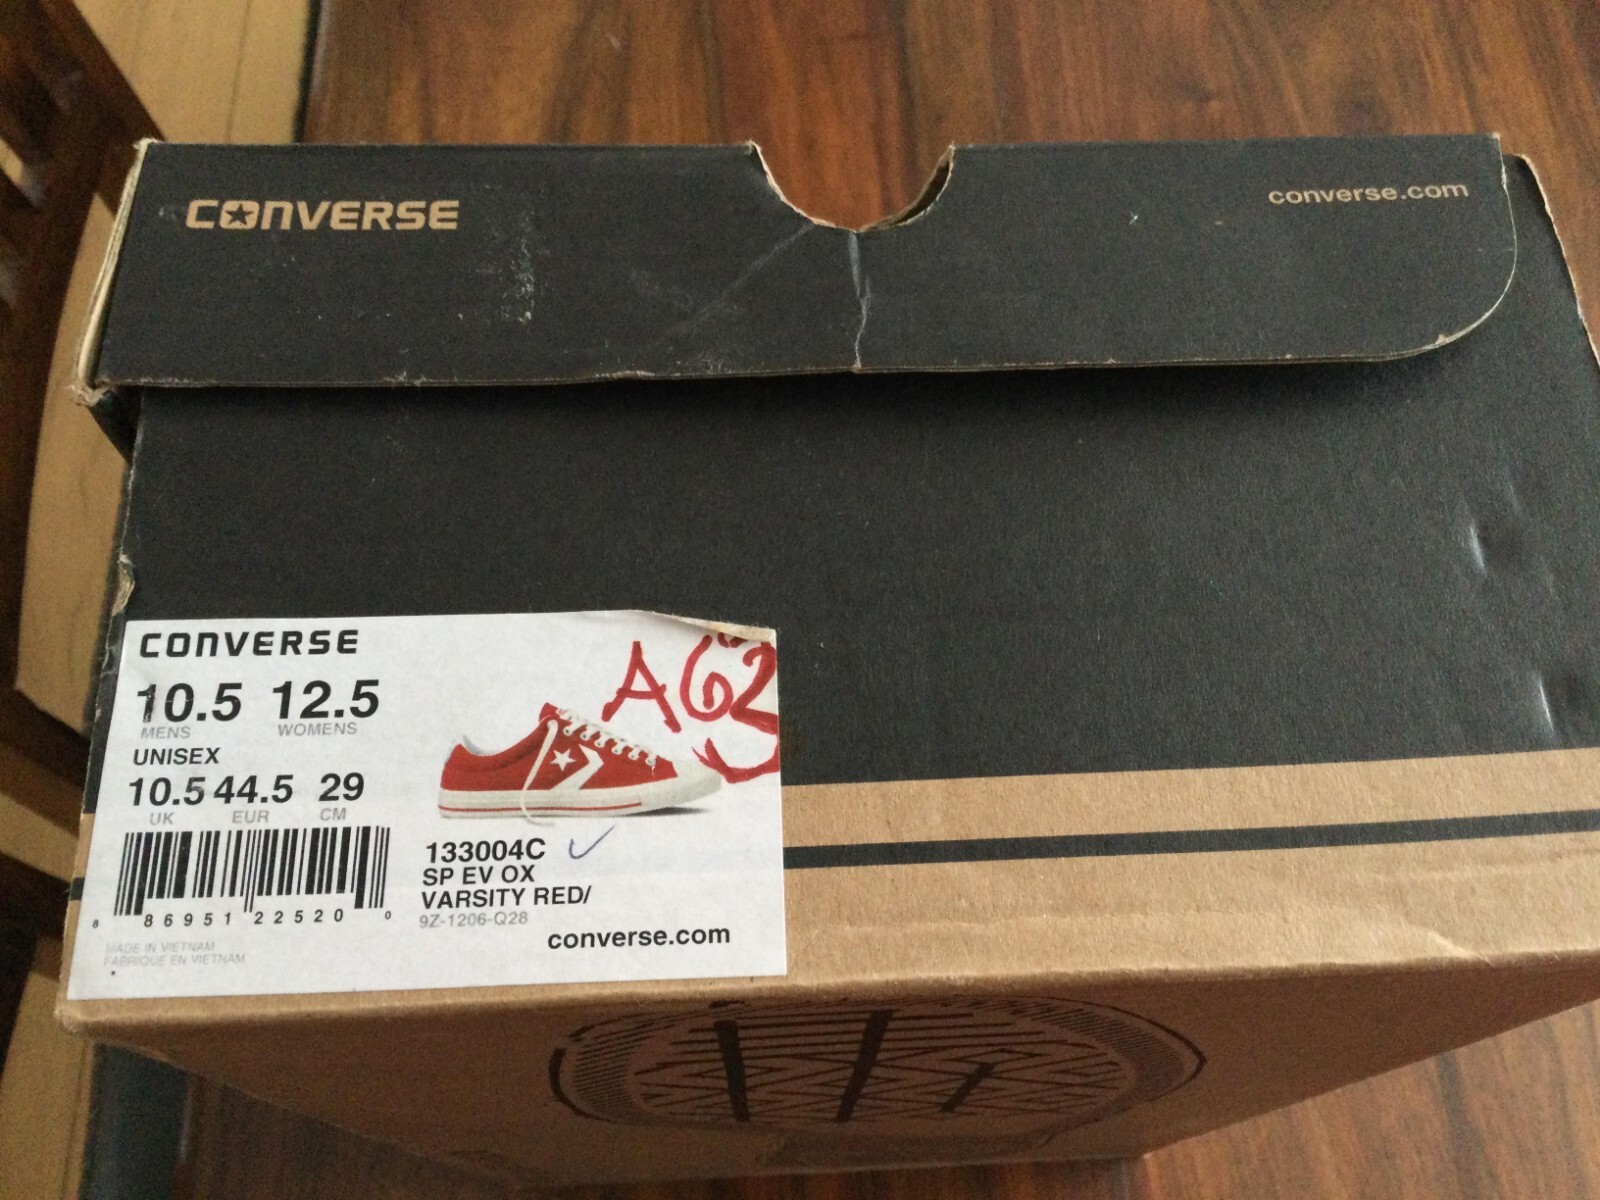 CONVERSE
converse.com
CONVERSE
10.5 12.5
MENS WOMENS
UNISEX
10.5 44.5 29
UK EUR CM
8 86951 22520 0
MADE IN VIETNAM
FABRIQUE EN VIETNAM
A63
133004C
SP EV OX
VARSITY RED/
9Z-1206-Q28
converse.com